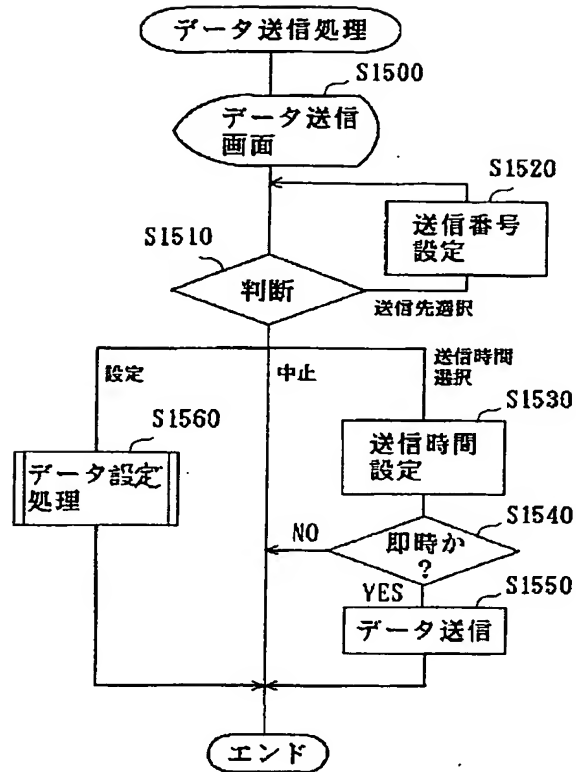 データ送信処理
S1500
データ送信
画面
S1520
送信番号
設定
S1510
判断
送信先選択
設定
中止
送信時間
選択
S1530
送信時間
設定
S1560
データ設定
処理
S1540
即時か
?
NO
YES
S1550
データ送信
エンド